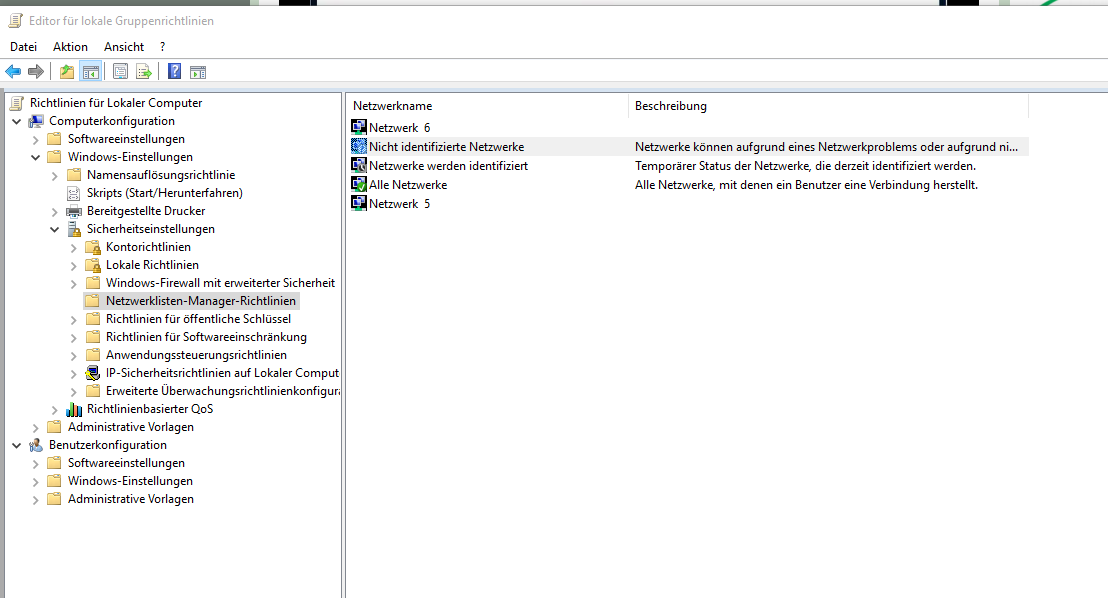 Editor für lokale Gruppenrichtlinien
Datei Aktion Ansicht ?
Richtlinien für Lokaler Computer
Computerkonfiguration
Softwareeinstellungen
Windows-Einstellungen
Namensauflösungsrichtlinie
Skripts (Start/Herunterfahren)
Bereitgestellte Drucker
Sicherheitseinstellungen
Kontorichtlinien
Lokale Richtlinien
Windows-Firewall mit erweiterter Sicherheit
Netzwerklisten-Manager-Richtlinien
Richtlinien für öffentliche Schlüssel
Richtlinien für Softwareeinschränkung
Anwendungssteuerungsrichtlinien
IP-Sicherheitsrichtlinien auf Lokaler Comput
Erweiterte Überwachungsrichtlinienkonfigura
Richtlinienbasierter QoS
Administrative Vorlagen
Benutzerkonfiguration
Softwareeinstellungen
Windows-Einstellungen
Administrative Vorlagen
Netzwerkname Beschreibung
Netzwerk 6
Nicht identifizierte Netzwerke Netzwerke können aufgrund eines Netzwerkproblems oder aufgrund ni...
Netzwerke werden identifiziert Temporärer Status der Netzwerke, die derzeit identifiziert werden.
Alle Netzwerke Alle Netzwerke, mit denen ein Benutzer eine Verbindung herstellt.
Netzwerk 5